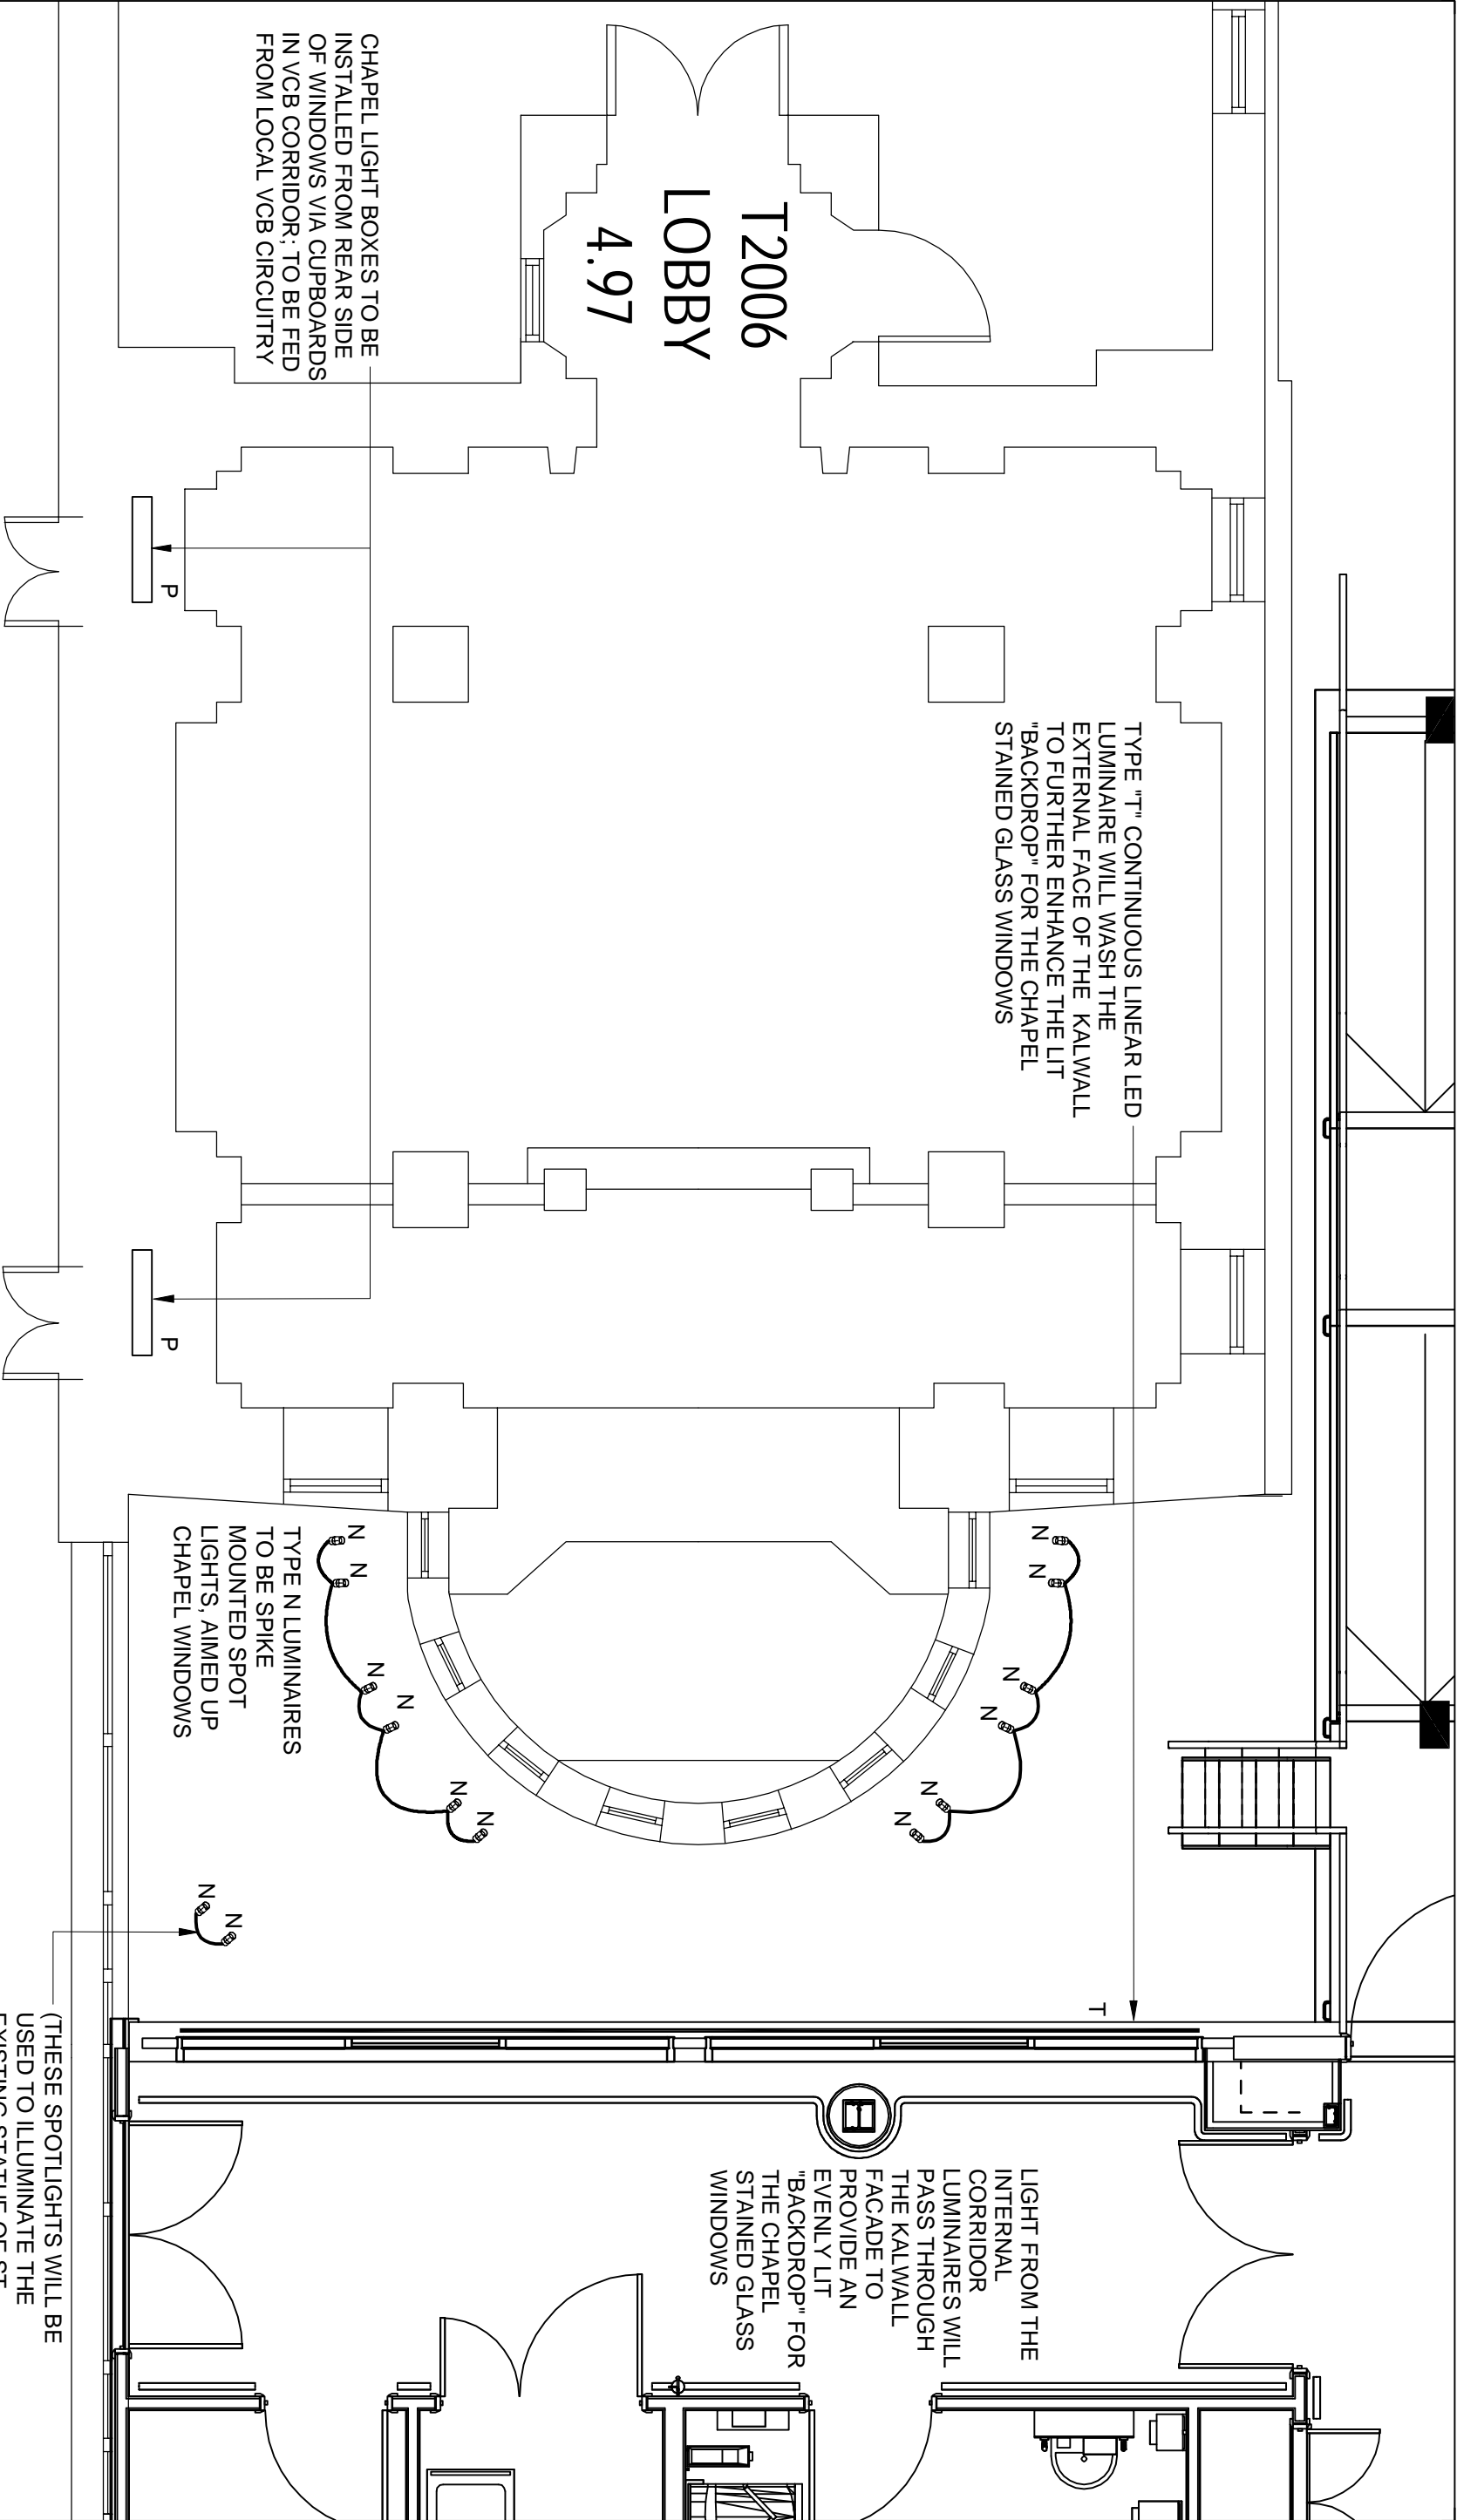 T2006
LOBBY
4.97
CHAPEL LIGHT BOXES TO BE
INSTALLED FROM REAR SIDE
OF WINDOWS VIA CUPBOARDS
IN VCB CORRIDOR; TO BE FED
FROM LOCAL VCB CIRCUITRY
P
P
TYPE "T" CONTINUOUS LINEAR LED
LUMINAIRE WILL WASH THE
EXTERNAL FACE OF THE KALWALL
TO FURTHER ENHANCE THE LIT
"BACKDROP" FOR THE CHAPEL
STAINED GLASS WINDOWS
N
N
N
N
N
N
N
N
N
N
N
N
TYPE N LUMINAIRES
TO BE SPIKE
MOUNTED SPOT
LIGHTS, AIMED UP
CHAPEL WINDOWS
N
N
T
LIGHT FROM THE
INTERNAL
CORRIDOR
LUMINAIRES WILL
PASS THROUGH
THE KALWALL
FACADE TO
PROVIDE AN
EVENLY LIT
"BACKDROP" FOR
THE CHAPEL
STAINED GLASS
WINDOWS
(THESE SPOTLIGHTS WILL BE
USED TO ILLUMINATE THE
EXISTING STATUE OF ST